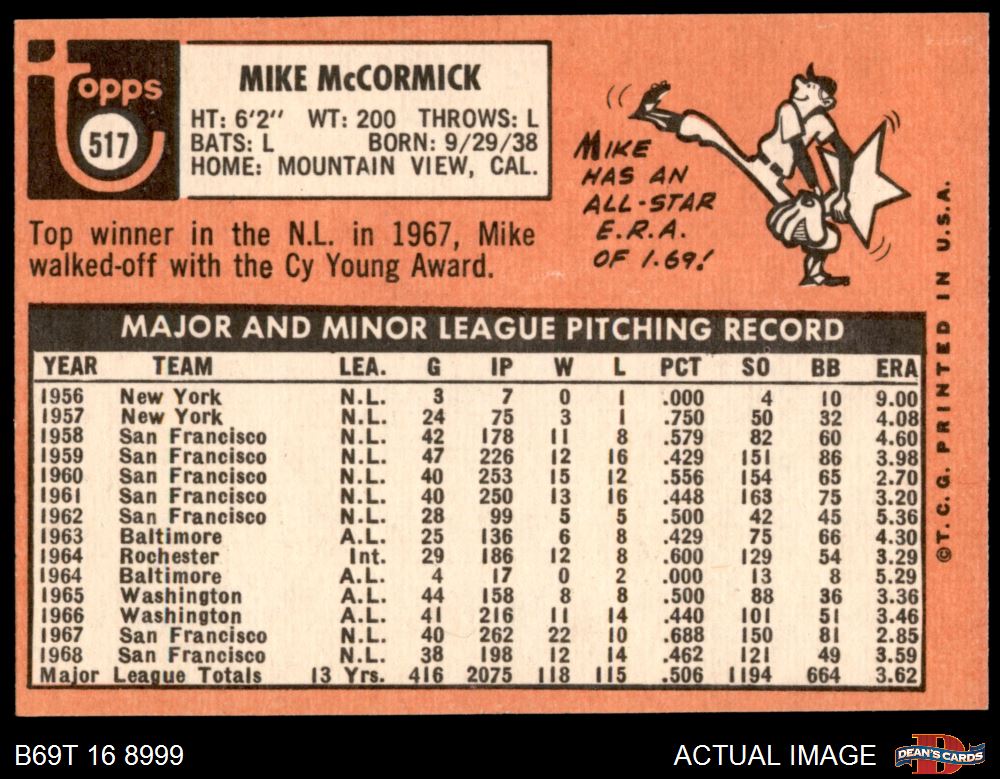 topps
517
MIKE McCORMICK
HT: 6'2" WT: 200 THROWS: L
BATS: L BORN: 9/29/38
HOME: MOUNTAIN VIEW, CAL.
MIKE
HAS AN
ALL-STAR
E.R.A.
OF 1.69!
Top winner in the N.L. in 1967, Mike
walked-off with the Cy Young Award.
MAJOR AND MINOR LEAGUE PITCHING RECORD
YEAR TEAM LEA. G IP W L PCT SO BB ERA
1956 New York N.L. 3 7 0 1 .000 4 10 9.00
1957 New York N.L. 24 75 3 1 .750 50 32 4.08
1958 San Francisco N.L. 42 178 11 8 .579 82 60 4.60
1959 San Francisco N.L. 47 226 12 16 .429 151 86 3.98
1960 San Francisco N.L. 40 253 15 12 .556 154 65 2.70
1961 San Francisco N.L. 40 250 13 16 .448 163 75 3.20
1962 San Francisco N.L. 28 99 5 5 .500 42 45 5.36
1963 Baltimore A.L. 25 136 6 8 .429 75 66 4.30
1964 Rochester Int. 29 186 12 8 .600 129 54 3.29
1964 Baltimore A.L. 4 17 0 2 .000 13 8 5.29
1965 Washington A.L. 44 158 8 8 .500 88 36 3.36
1966 Washington A.L. 41 216 11 14 .440 101 51 3.46
1967 San Francisco N.L. 40 262 22 10 .688 150 81 2.85
1968 San Francisco N.L. 38 198 12 14 .462 121 49 3.59
Major League Totals 13 Yrs. 416 2075 118 115 .506 1194 664 3.62
©T.C.G. PRINTED IN U.S.A.
B69T 16 8999
ACTUAL IMAGE
DEAN'S CARDS